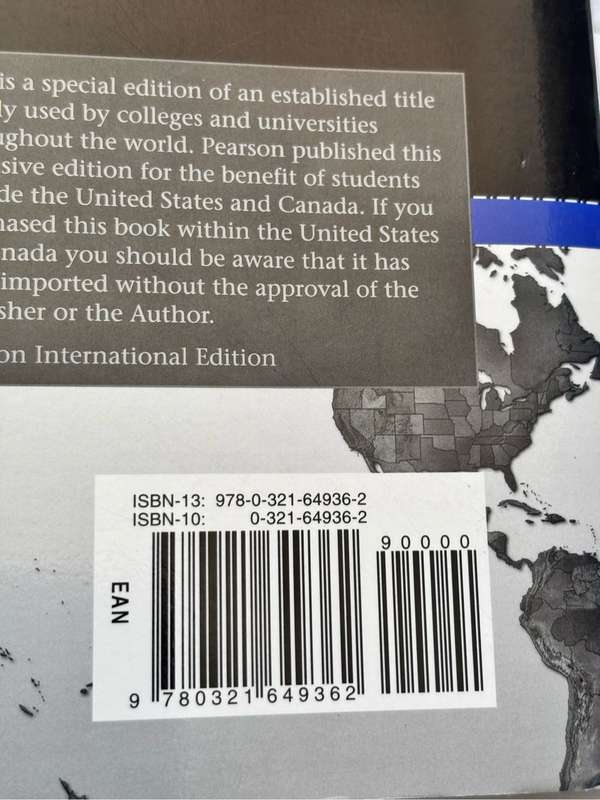 is a special edition of an established title
ly used by colleges and universities
ughout the world. Pearson published this
sive edition for the benefit of students
de the United States and Canada. If you
hased this book within the United States
nada you should be aware that it has
imported without the approval of the
sher or the Author.
on International Edition
ISBN-13: 978-0-321-64936-2
ISBN-10: 0-321-64936-2
90000
EAN
9 780321 649362